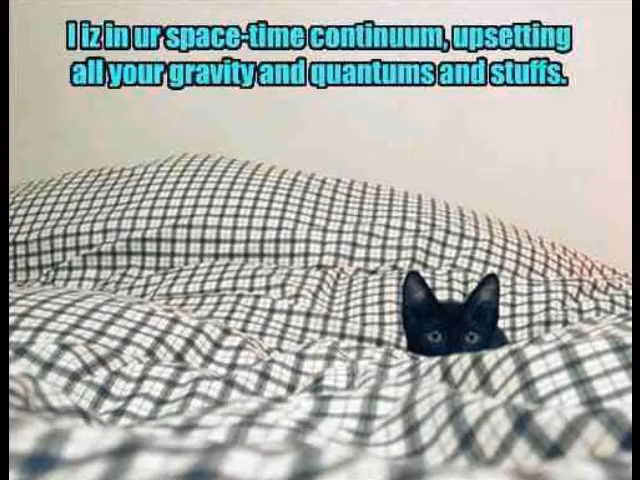 I iz in ur space-time continuum, upsetting
all your gravity and quantums and stuffs.